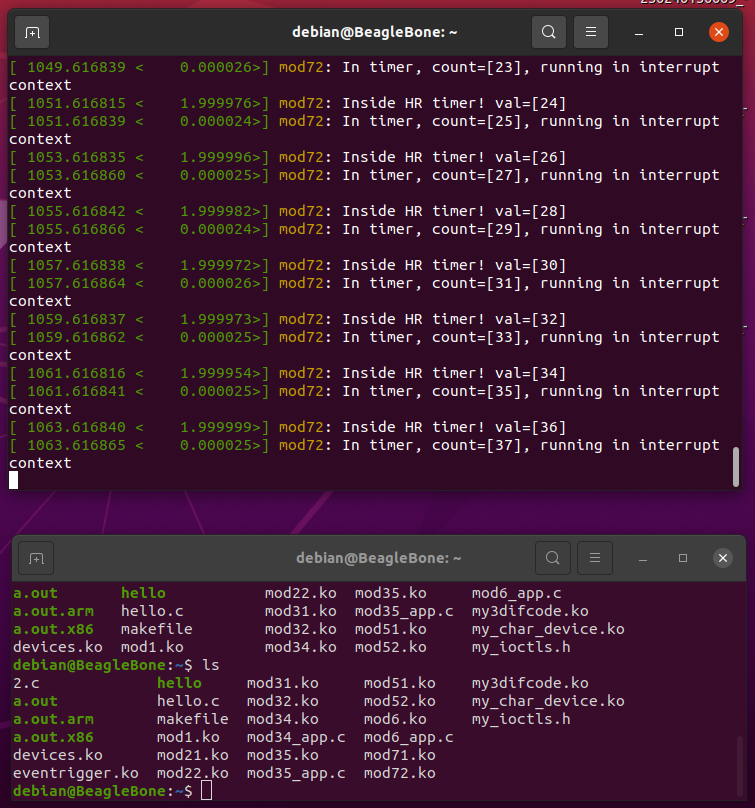 debian@BeagleBone: ~
[ 1049.616839 <    0.000026>] mod72: In timer, count=[23], running in interrupt
context
[ 1051.616815 <    1.999976>] mod72: Inside HR timer! val=[24]
[ 1051.616839 <    0.000024>] mod72: In timer, count=[25], running in interrupt
context
[ 1053.616835 <    1.999996>] mod72: Inside HR timer! val=[26]
[ 1053.616860 <    0.000025>] mod72: In timer, count=[27], running in interrupt
context
[ 1055.616842 <    1.999982>] mod72: Inside HR timer! val=[28]
[ 1055.616866 <    0.000024>] mod72: In timer, count=[29], running in interrupt
context
[ 1057.616838 <    1.999972>] mod72: Inside HR timer! val=[30]
[ 1057.616864 <    0.000026>] mod72: In timer, count=[31], running in interrupt
context
[ 1059.616837 <    1.999973>] mod72: Inside HR timer! val=[32]
[ 1059.616862 <    0.000025>] mod72: In timer, count=[33], running in interrupt
context
[ 1061.616816 <    1.999954>] mod72: Inside HR timer! val=[34]
[ 1061.616841 <    0.000025>] mod72: In timer, count=[35], running in interrupt
context
[ 1063.616840 <    1.999999>] mod72: Inside HR timer! val=[36]
[ 1063.616865 <    0.000025>] mod72: In timer, count=[37], running in interrupt
context
debian@BeagleBone: ~
a.out       hello      mod22.ko  mod35.ko     mod6_app.c
a.out.arm   hello.c    mod31.ko  mod35_app.c  my3difcode.ko
a.out.x86   makefile   mod32.ko  mod51.ko     my_char_device.ko
devices.ko  mod1.ko    mod34.ko  mod52.ko     my_ioctls.h
debian@BeagleBone:~$ ls
2.c             hello     mod31.ko     mod51.ko    my3difcode.ko
a.out           hello.c   mod32.ko     mod52.ko    my_char_device.ko
a.out.arm       makefile  mod34.ko     mod6.ko     my_ioctls.h
a.out.x86       mod1.ko   mod34_app.c  mod6_app.c
devices.ko      mod21.ko  mod35.ko     mod71.ko
eventrigger.ko  mod22.ko  mod35_app.c  mod72.ko
debian@BeagleBone:~$